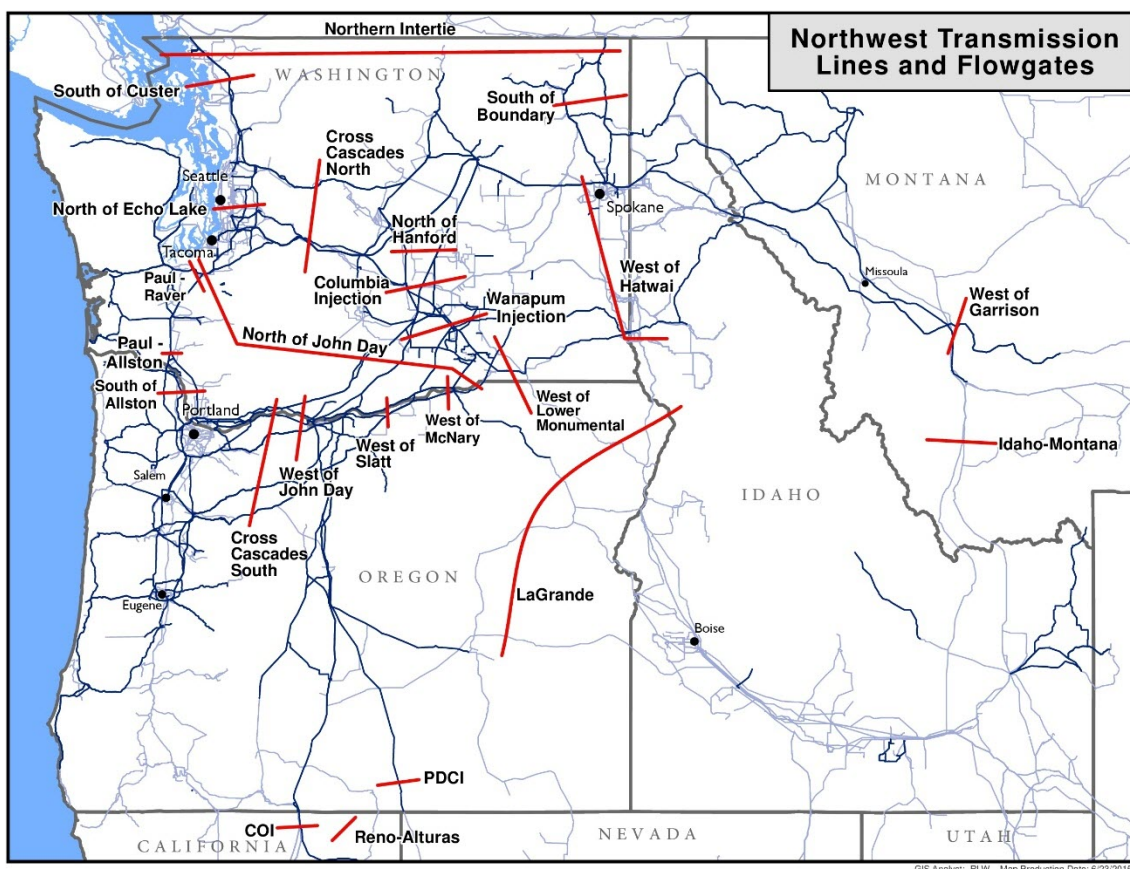 Northwest Transmission
Lines and Flowgates
Northern Intertie
WASHINGTON
South of Custer
South of
Boundary
Cross
Cascades
North
MONTANA
Seattle
North of Echo Lake
Spokane
North of
Hanford
Tacoma
Paul -
Raver
Columbia
Injection
Wanapum
Injection
West of
Hatwai
Missoula
West of
Garrison
North of John Day
Paul -
Allston
South of
Allston
Portland
West of
McNary
West of
Lower
Monumental
West of
Slatt
Idaho-Montana
Salem
West of
John Day
IDAHO
Cross
Cascades
South
OREGON
LaGrande
Eugene
Boise
PDCI
COI
Reno-Alturas
CALIFORNIA
NEVADA
UTAH